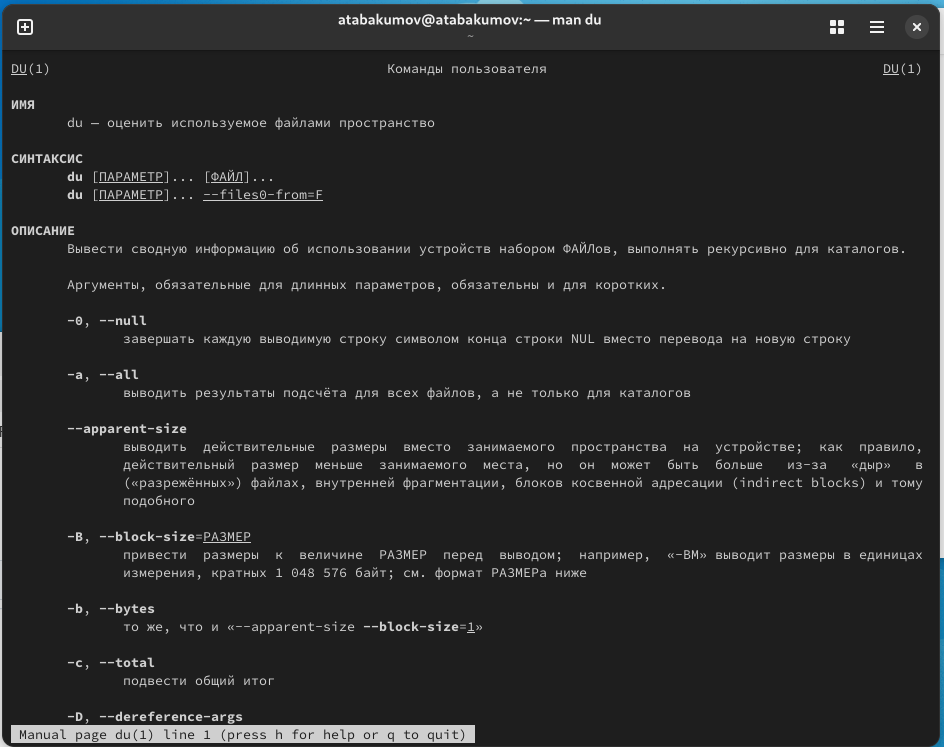 atabakumov@atabakumov:~ — man du
~
DU(1) Команды пользователя DU(1)
ИМЯ
du — оценить используемое файлами пространство
СИНТАКСИС
du [ПАРАМЕТР]... [ФАЙЛ]...
du [ПАРАМЕТР]... --files0-from=F
ОПИСАНИЕ
Вывести сводную информацию об использовании устройств набором ФАЙЛов, выполнять рекурсивно для каталогов.
Аргументы, обязательные для длинных параметров, обязательны и для коротких.
-0, --null
завершать каждую выводимую строку символом конца строки NUL вместо перевода на новую строку
-a, --all
выводить результаты подсчёта для всех файлов, а не только для каталогов
--apparent-size
выводить действительные размеры вместо занимаемого пространства на устройстве; как правило,
действительный размер меньше занимаемого места, но он может быть больше из-за «дыр» в
(«разрежённых») файлах, внутренней фрагментации, блоков косвенной адресации (indirect blocks) и тому
подобного
-B, --block-size=РАЗМЕР
привести размеры к величине РАЗМЕР перед выводом; например, «-BM» выводит размеры в единицах
измерения, кратных 1 048 576 байт; см. формат РАЗМЕРа ниже
-b, --bytes
то же, что и «--apparent-size --block-size=1»
-c, --total
подвести общий итог
-D, --dereference-args
Manual page du(1) line 1 (press h for help or q to quit)